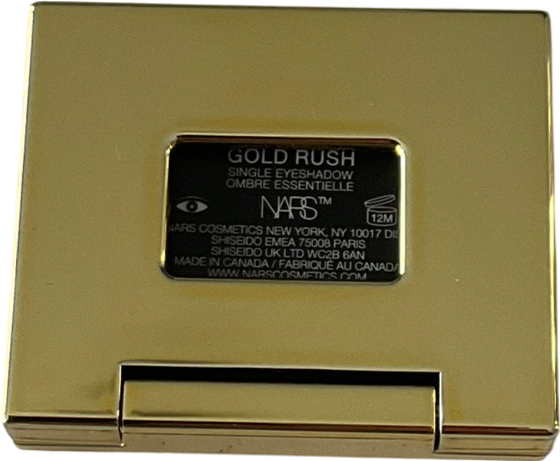 GOLD RUSH
SINGLE EYESHADOW
OMBRE ESSENTIELLE
NARS™
12M
NARS COSMETICS NEW YORK, NY 10017 DIS
SHISEIDO EMEA 75008 PARIS
SHISEIDO UK LTD WC2B 6AN
MADE IN CANADA / FABRIQUÉ AU CANADA
WWW.NARSCOSMETICS.COM